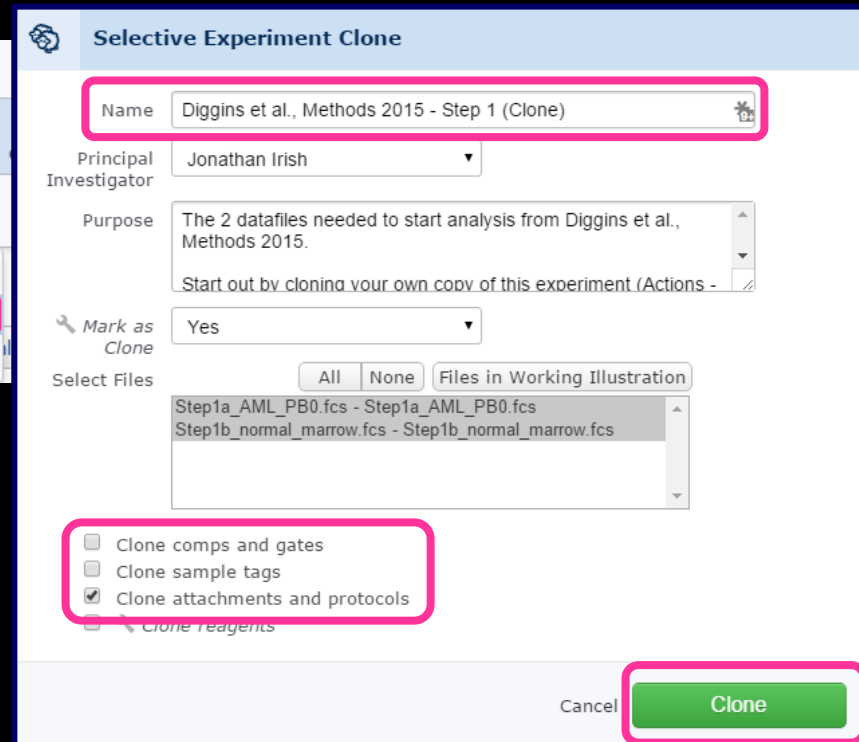 Selective Experiment Clone
Name
Diggins et al., Methods 2015 - Step 1 (Clone)
9+
Principal
Investigator
Jonathan Irish
Purpose
The 2 datafiles needed to start analysis from Diggins et al.,
Methods 2015.
Start out by cloning your own copy of this experiment (Actions -
Mark as
Clone
Yes
Select Files
All None Files in Working Illustration
Step1a_AML_PB0.fcs - Step1a_AML_PB0.fcs
Step1b_normal_marrow.fcs - Step1b_normal_marrow.fcs
Clone comps and gates
Clone sample tags
Clone attachments and protocols
Clone reagents
Cancel Clone